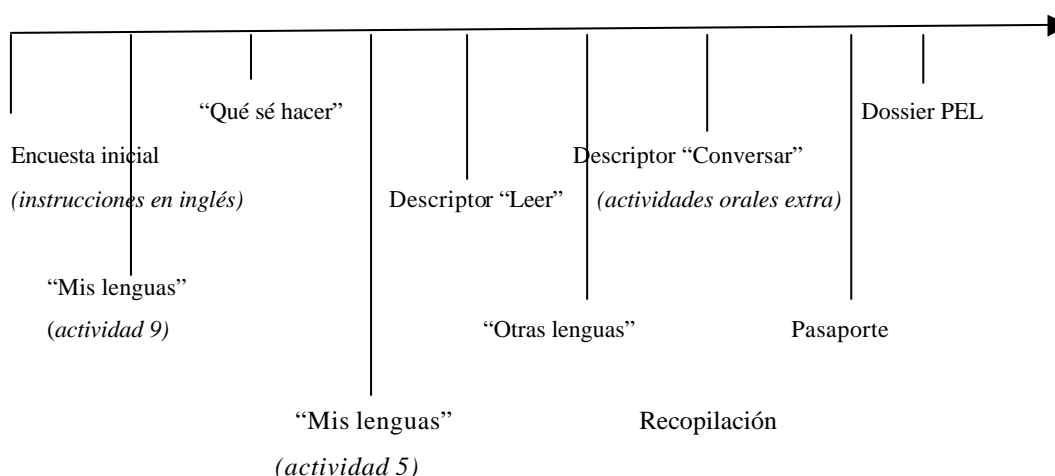 “Qué sé hacer”
Dossier PEL
Encuesta inicial
Descriptor “Conversar”
(instrucciones en inglés)
Descriptor “Leer”
(actividades orales extra)
“Mis lenguas”
(actividad 9)
“Otras lenguas”
Pasaporte
“Mis lenguas”
Recopilación
(actividad 5)